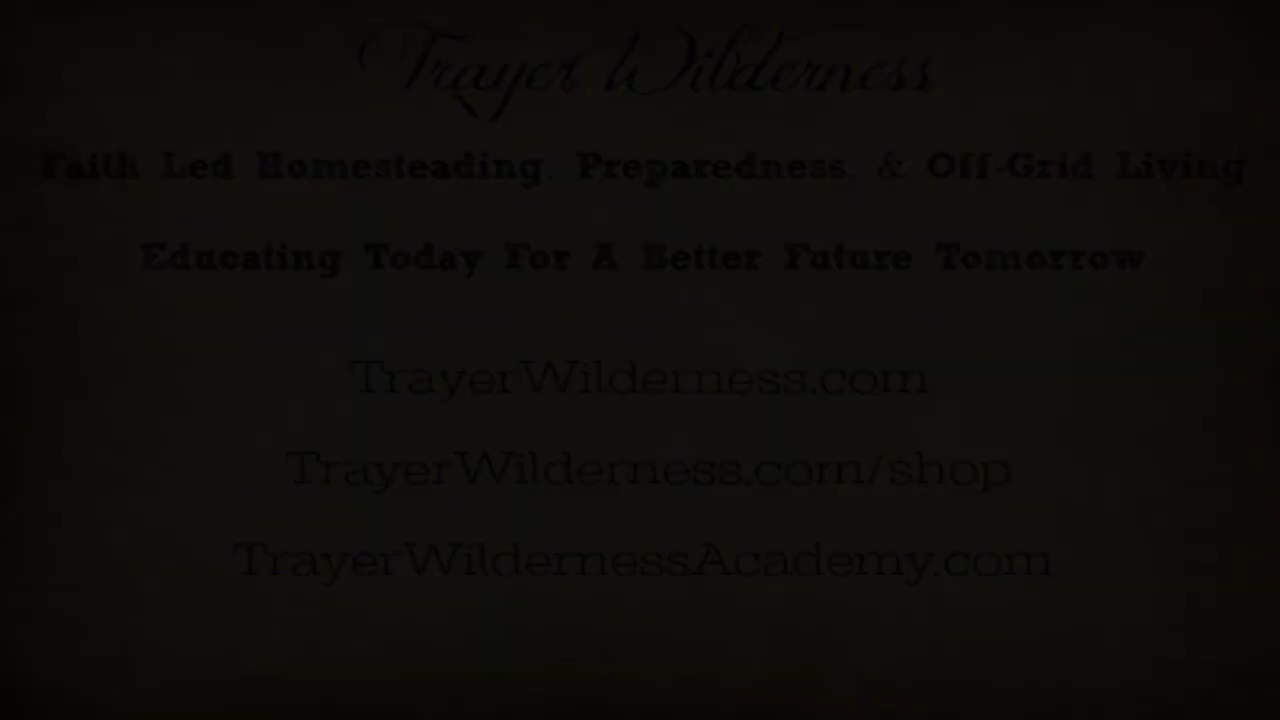 Trayer Wilderness
Faith Led Homesteading, Preparedness, & Off-Grid Living
Educating Today For A Better Future Tomorrow
TrayerWilderness.com
TrayerWilderness.com/shop
TrayerWildernessAcademy.com